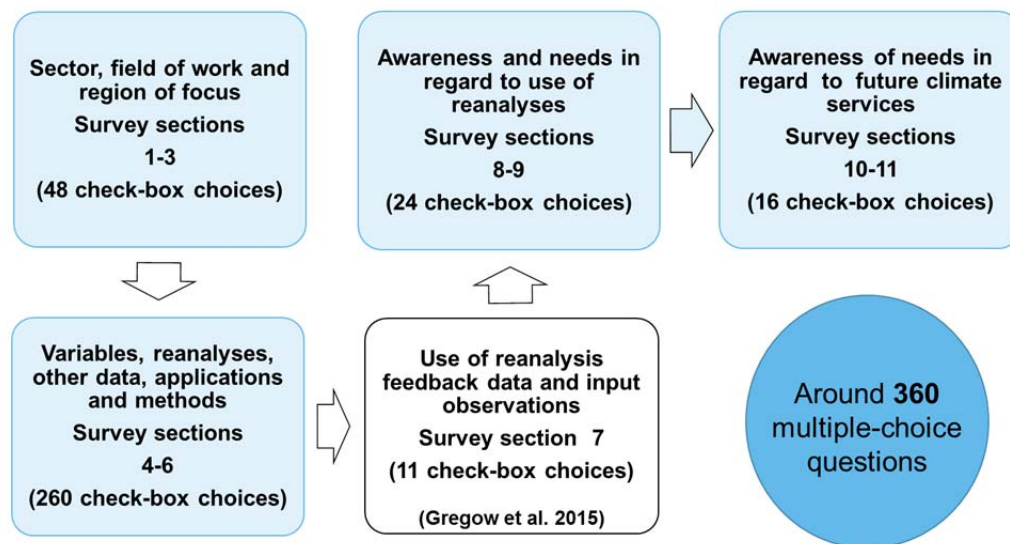 Sector, field of work and
region of focus
Survey sections
1-3
(48 check-box choices)
Variables, reanalyses,
other data, applications
and methods
Survey sections
4-6
(260 check-box choices)
Use of reanalysis
feedback data and input
observations
Survey section 7
(11 check-box choices)
(Gregow et al. 2015)
Awareness and needs in
regard to use of
reanalyses
Survey sections
8-9
(24 check-box choices)
Awareness of needs in
regard to future climate
services
Survey sections
10-11
(16 check-box choices)
Around 360
multiple-choice
questions